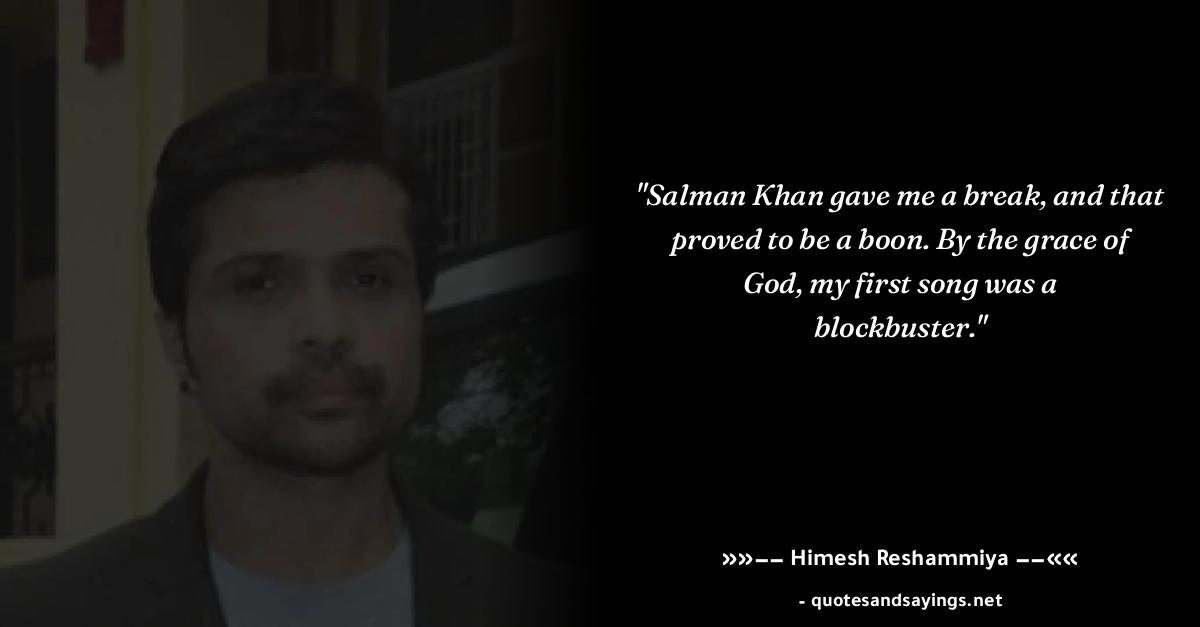 "Salman Khan gave me a break, and that
proved to be a boon. By the grace of
God, my first song was a
blockbuster."
»»−− Himesh Reshammiya −−««
- quotesandsayings.net